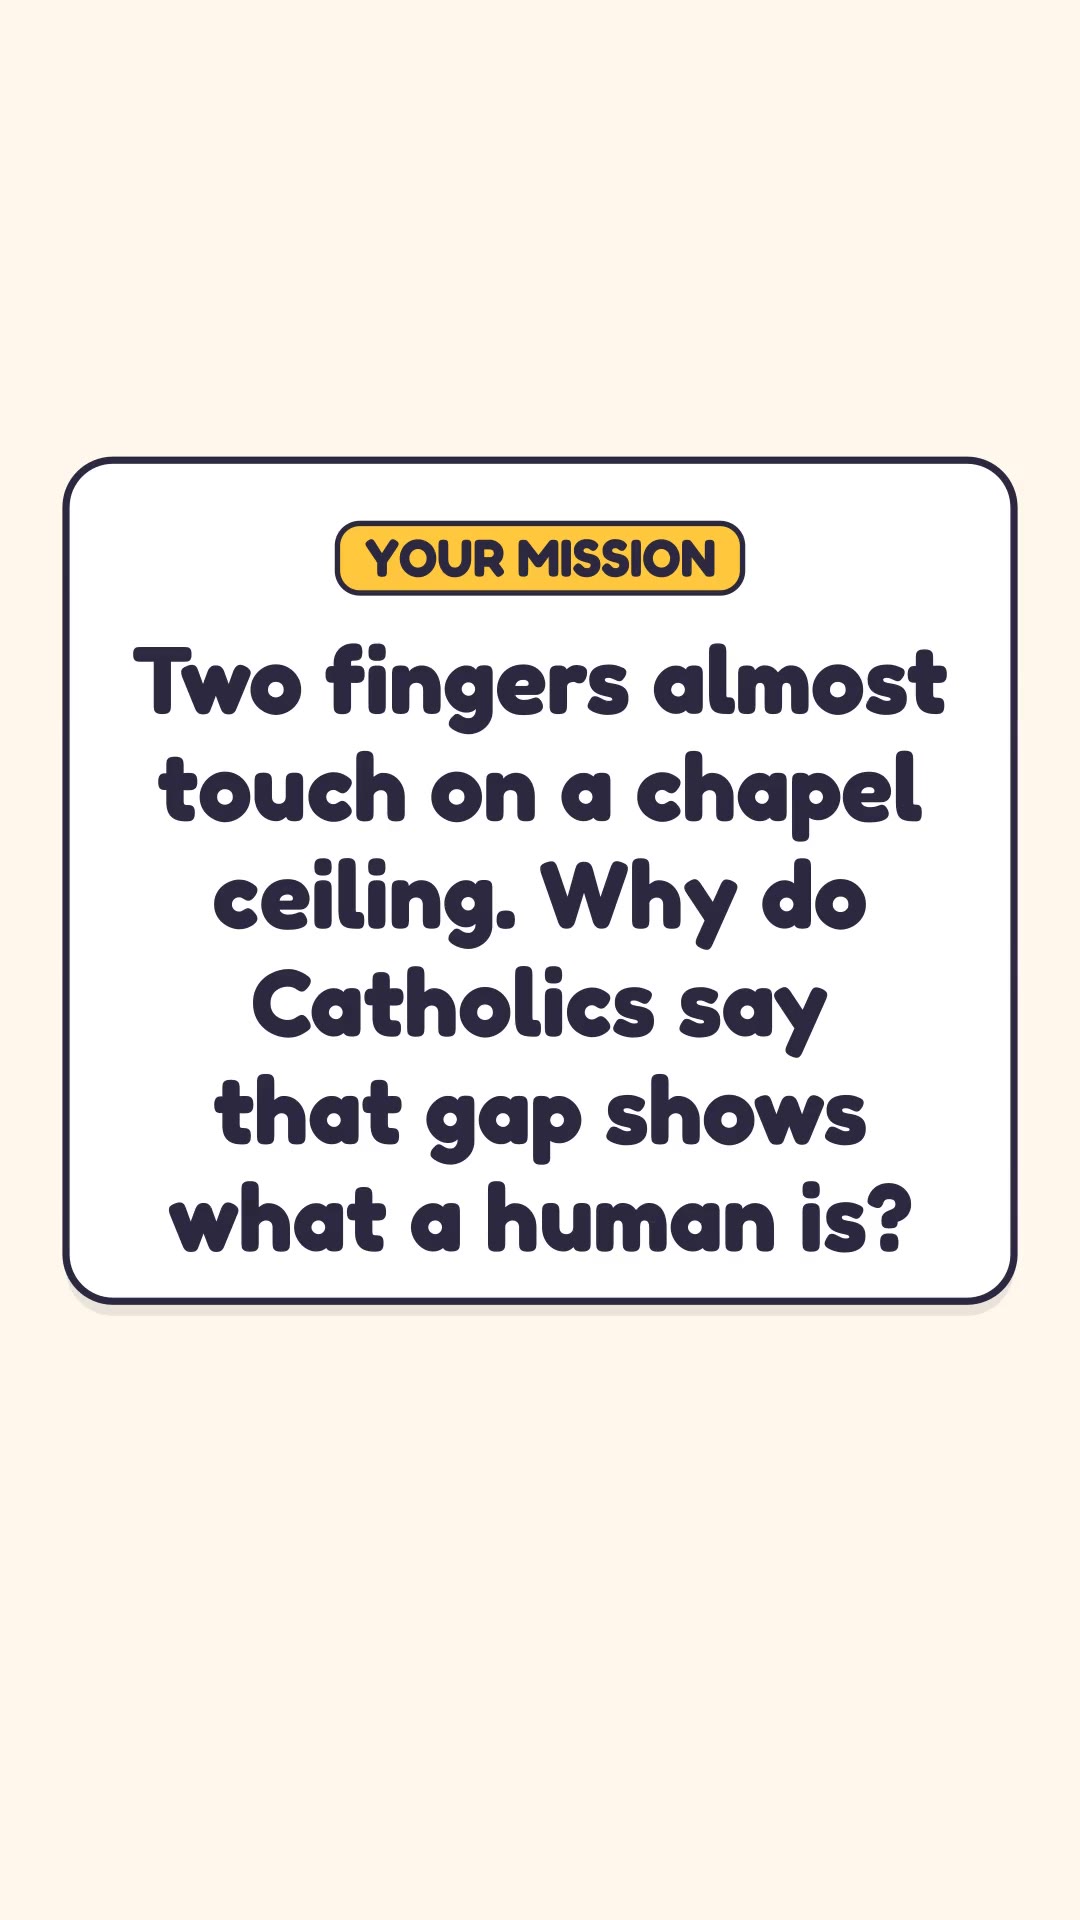 YOUR MISSION
Two fingers almost
touch on a chapel
ceiling. Why do
Catholics say
that gap shows
what a human is?